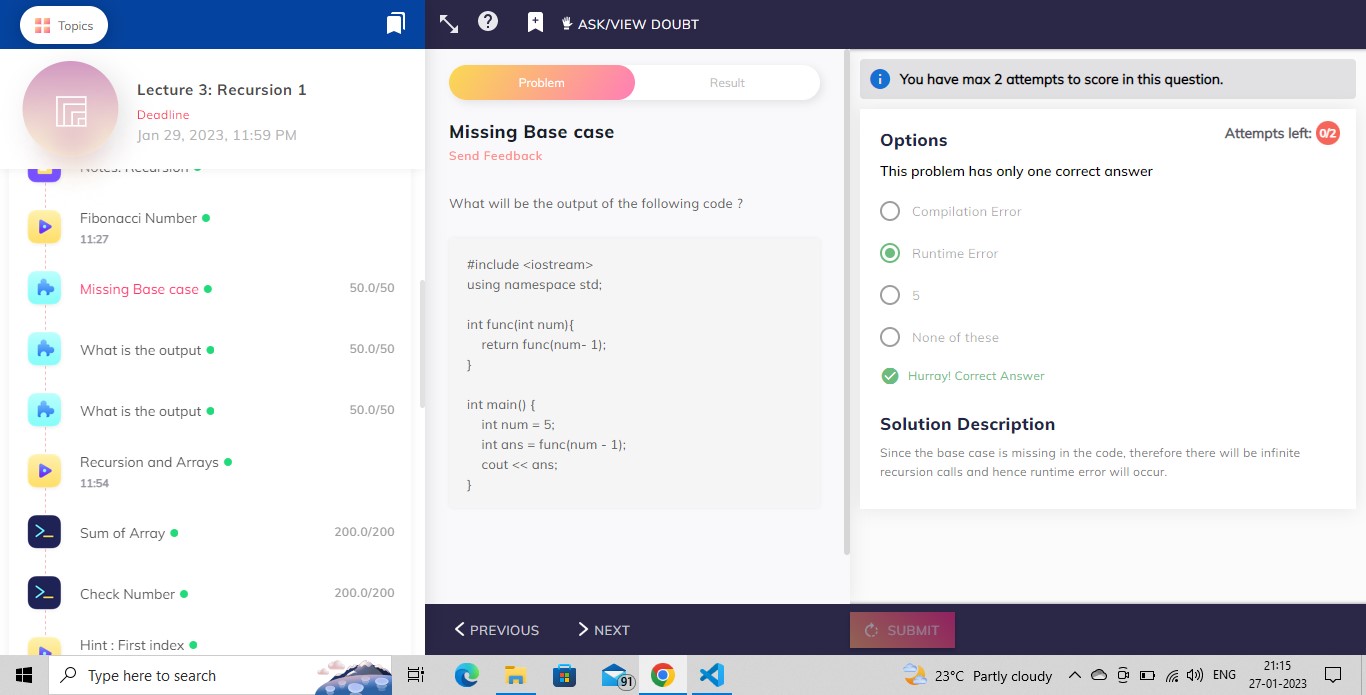 Topics
Lecture 3: Recursion 1
Deadline
Jan 29, 2023, 11:59 PM
Notes: Recursion
Fibonacci Number
11:27
Missing Base case 50.0/50
What is the output 50.0/50
What is the output 50.0/50
Recursion and Arrays
11:54
Sum of Array 200.0/200
Check Number 200.0/200
Hint : First index
ASK/VIEW DOUBT
Problem Result
Missing Base case
Send Feedback
What will be the output of the following code ?
#include <iostream>
using namespace std;
int func(int num){
return func(num- 1);
}
int main() {
int num = 5;
int ans = func(num - 1);
cout << ans;
}
PREVIOUS NEXT
You have max 2 attempts to score in this question.
Options
Attempts left: 0/2
This problem has only one correct answer
Compilation Error
Runtime Error
5
None of these
Hurray! Correct Answer
Solution Description
Since the base case is missing in the code, therefore there will be infinite
recursion calls and hence runtime error will occur.
SUBMIT
Type here to search
91
23°C Partly cloudy
ENG
21:15
27-01-2023